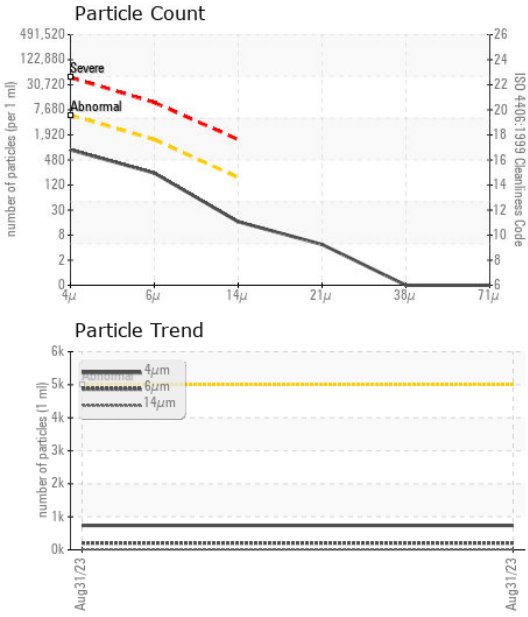 Particle Count
491,520
122,880
30,720
7,680
1,920
480
120
30
8
2
0
Severe
Abnormal
26
24
22
20
18
16
14
12
10
8
6
4µ
6µ
14µ
21µ
38µ
71µ
number of particles (per 1 ml)
ISO 4406:1999 Cleanliness Code
Particle Trend
6k
5k
4k
3k
2k
1k
0k
Abnormal
4µm
6µm
14µm
number of particles (1 ml)
Aug31/23
Aug31/23